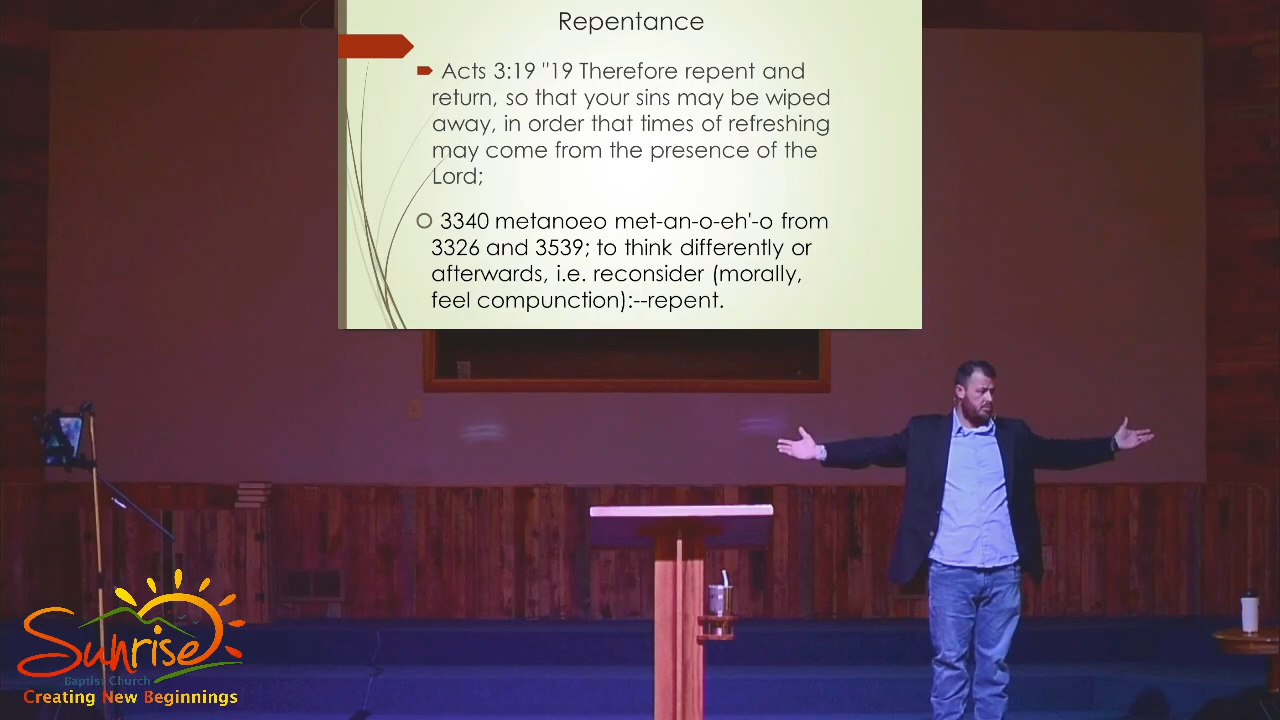 Repentance
Acts 3:19 "19 Therefore repent and
return, so that your sins may be wiped
away, in order that times of refreshing
may come from the presence of the
Lord;
3340 metanoeo met-an-o-eh'-o from
3326 and 3539; to think differently or
afterwards, i.e. reconsider (morally,
feel compunction):--repent.
Sunrise
Baptist Church
Creating New Beginnings